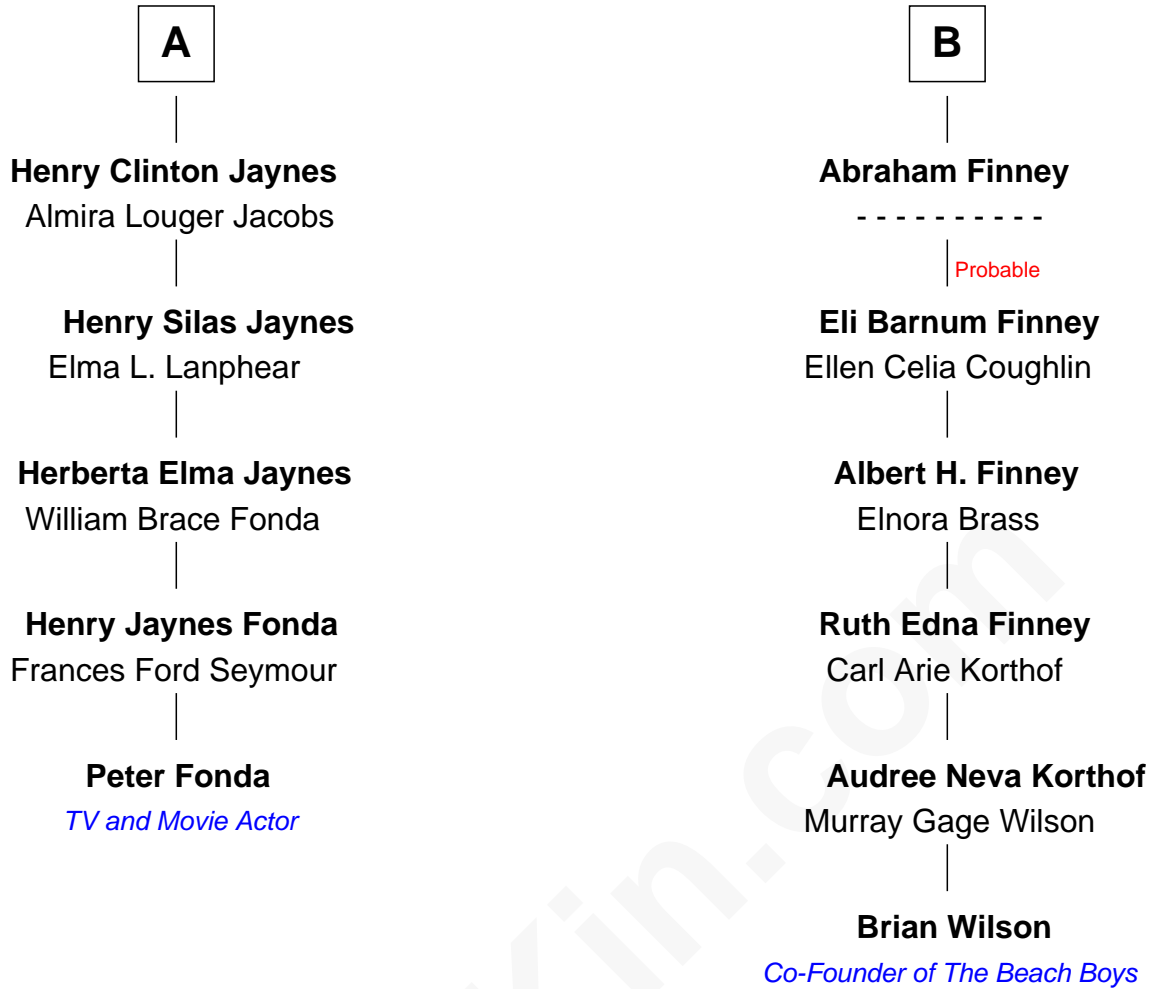 A
Henry Clinton Jaynes
Almira Louger Jacobs
Henry Silas Jaynes
Elma L. Lanphear
Herberta Elma Jaynes
William Brace Fonda
Henry Jaynes Fonda
Frances Ford Seymour
Peter Fonda
TV and Movie Actor
B
Abraham Finney
- - - - - - - - - -
Probable
Eli Barnum Finney
Ellen Celia Coughlin
Albert H. Finney
Elnora Brass
Ruth Edna Finney
Carl Arie Korthof
Audree Neva Korthof
Murray Gage Wilson
Brian Wilson
Co-Founder of The Beach Boys